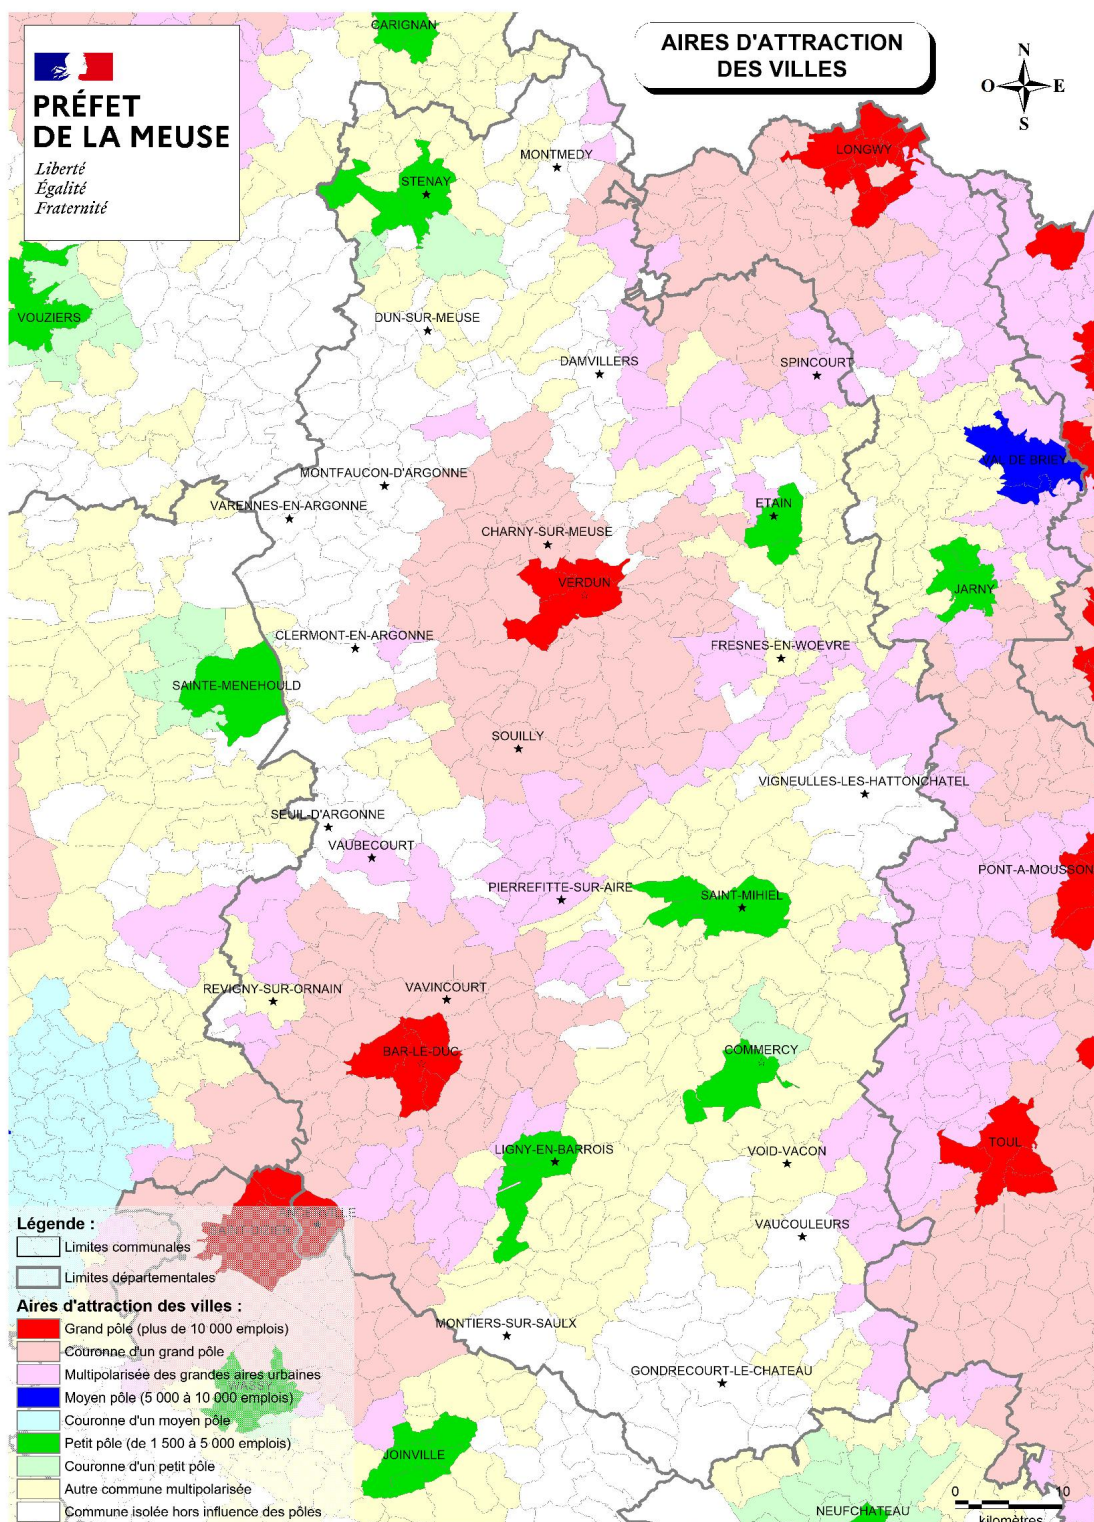 CARIGNAN
AIRES D'ATTRACTION
DES VILLES
N
O
E
S
PRÉFET
DE LA MEUSE
Liberté
Égalité
Fraternité
LONGWY
MONTMEDY
STENAY
VOUZIERS
DUN-SUR-MEUSE
DAMVILLERS
SPINCOURT
VAL DE BRIEY
MONTFAUCON-D'ARGONNE
VARENNES-EN-ARGONNE
ETAIN
CHARNY-SUR-MEUSE
VERDUN
JARNY
CLERMONT-EN-ARGONNE
FRESNES-EN-WOEVRE
SAINTE-MENEHOULD
SOUILLY
VIGNEULLES-LES-HATTONCHATEL
SEUIL-D'ARGONNE
VAUBECOURT
PONT-A-MOUSSON
PIERREFITTE-SUR-AIRE
SAINT-MIHIEL
REVIGNY-SUR-ORNAIN
VAVINCOURT
BAR-LE-DUC
COMMERCY
TOUL
LIGNY-EN-BARROIS
VOID-VACON
VAUCOULEURS
MONTIERS-SUR-SAULX
GONDRECOURT-LE-CHATEAU
WASSY
JOINVILLE
NEUFCHATEAU
Légende :
Limites communales
Limites départementales
Aires d'attraction des villes :
Grand pôle (plus de 10 000 emplois)
Couronne d'un grand pôle
Multipolarisée des grandes aires urbaines
Moyen pôle (5 000 à 10 000 emplois)
Couronne d'un moyen pôle
Petit pôle (de 1 500 à 5 000 emplois)
Couronne d'un petit pôle
Autre commune multipolarisée
Commune isolée hors influence des pôles
0 10
kilomètres